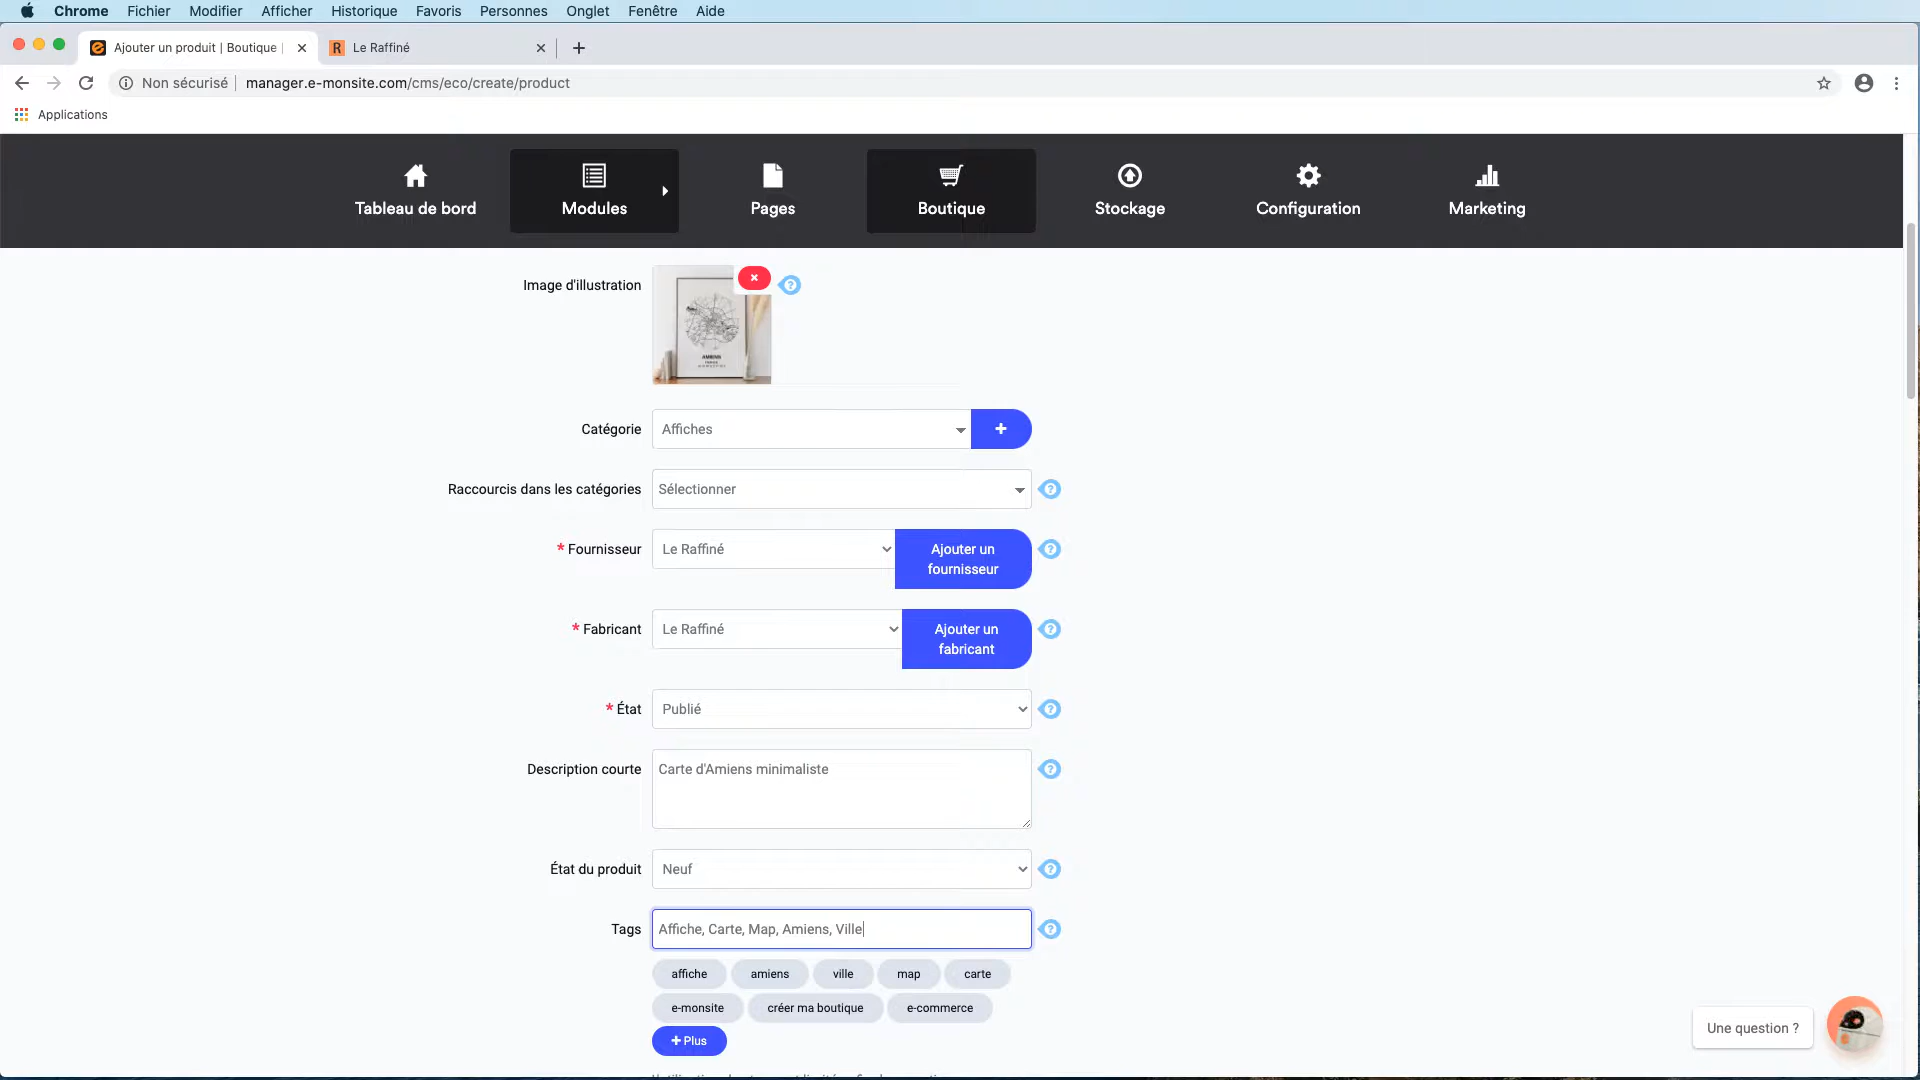 Chrome Fichier Modifier Afficher Historique Favoris Personnes Onglet Fenêtre Aide
Ajouter un produit | Boutique
Le Raffiné
Non sécurisé manager.e-monsite.com/cms/eco/create/product
Applications
Tableau de bord Modules Pages Boutique Stockage Configuration Marketing
Image d'illustration
AMIENS
Catégorie Affiches
Raccourcis dans les catégories Sélectionner
* Fournisseur Le Raffiné Ajouter un
fournisseur
* Fabricant Le Raffiné Ajouter un
fabricant
* État Publié
Description courte Carte d'Amiens minimaliste
État du produit Neuf
Tags Affiche, Carte, Map, Amiens, Ville
affiche amiens ville map carte
e-monsite créer ma boutique e-commerce
+ Plus
Une question ?